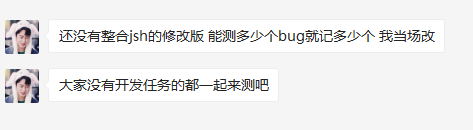 还没有整合jsh的修改版 能测多少个bug就记多少个 我当场改
大家没有开发任务的都一起来测吧